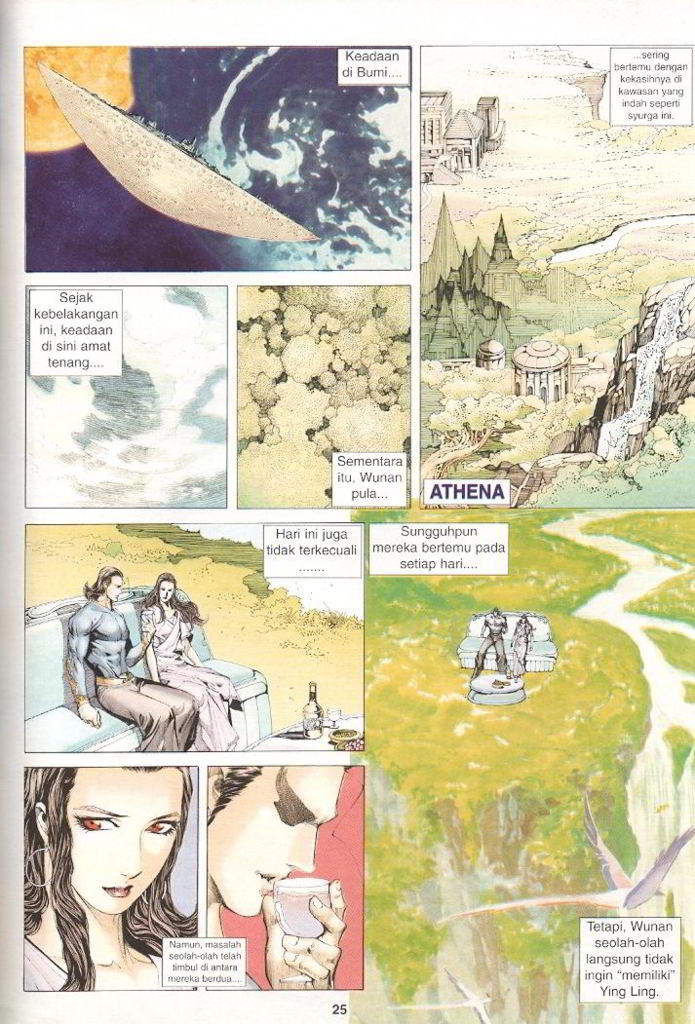 Keadaan
di Bumi....
Sejak
kebelakangan
ini, keadaan
di sini amat
tenang....
Sementara
itu, Wunan
pula...
...sering
bertemu dengan
kekasihnya di
kawasan yang
indah seperti
syurga ini.
ATHENA
Hari ini juga
tidak terkecuali
.......
Sungguhpun
mereka bertemu pada
setiap hari....
Namun, masalah
seolah-olah telah
timbul di antara
mereka berdua....
Tetapi, Wunan
seolah-olah
langsung tidak
ingin “memiliki”
Ying Ling.
25